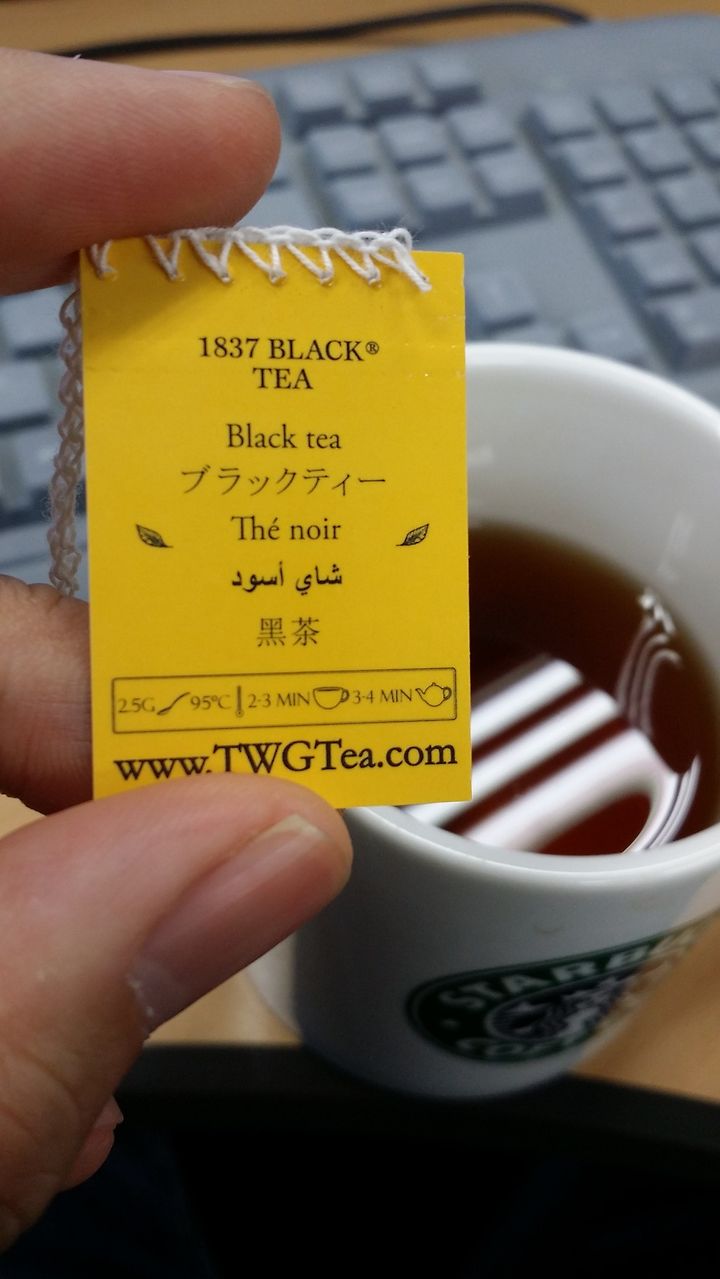 1837 BLACK®
TEA
Black tea
ブラックティー
Thé noir
شاي أسود
黑茶
2.5G 95°C 2-3 MIN 3-4 MIN
www.TWGTea.com